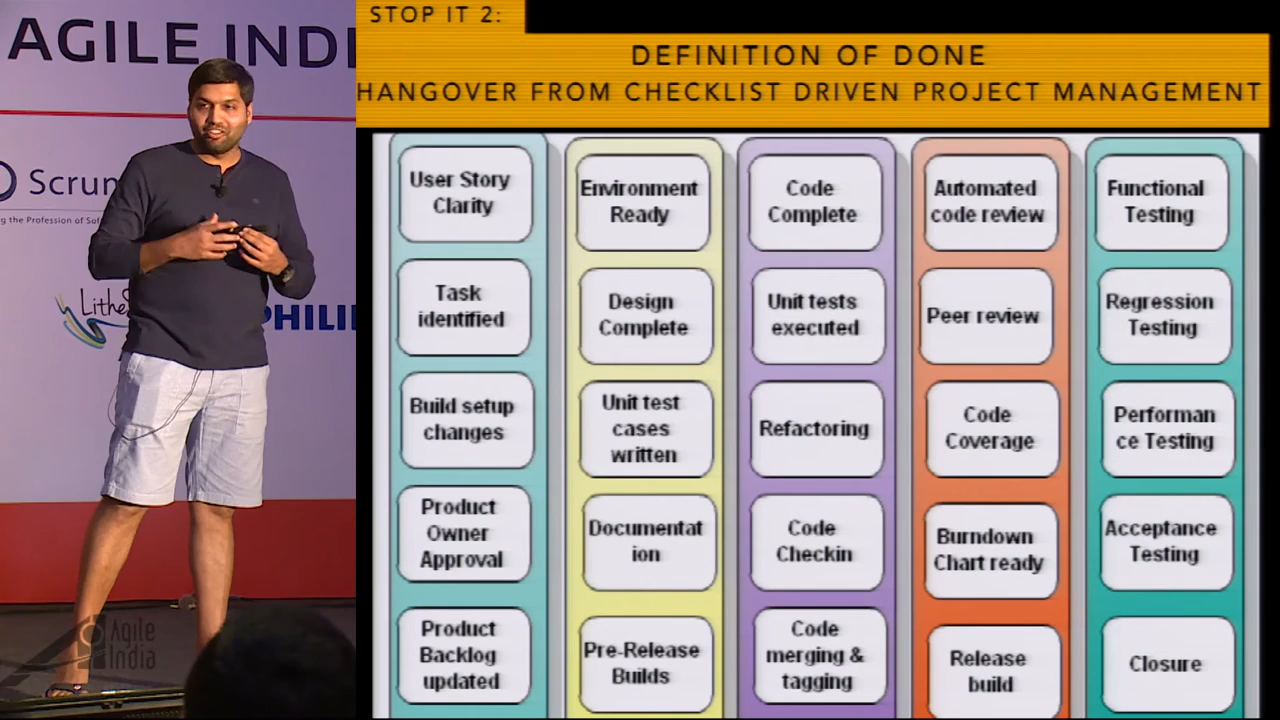 AGILE INDI
Scrum
ng the Profession of Sof
LitheS
PHILI
Agile
India
STOP IT 2:
DEFINITION OF DONE
HANGOVER FROM CHECKLIST DRIVEN PROJECT MANAGEMENT
User Story
Clarity
Task
identified
Build setup
changes
Product
Owner
Approval
Product
Backlog
updated
Environment
Ready
Design
Complete
Unit test
cases
written
Documentat
ion
Pre-Release
Builds
Code
Complete
Unit tests
executed
Refactoring
Code
Checkin
Code
merging &
tagging
Automated
code review
Peer review
Code
Coverage
Burndown
Chart ready
Release
build
Functional
Testing
Regression
Testing
Performan
ce Testing
Acceptance
Testing
Closure